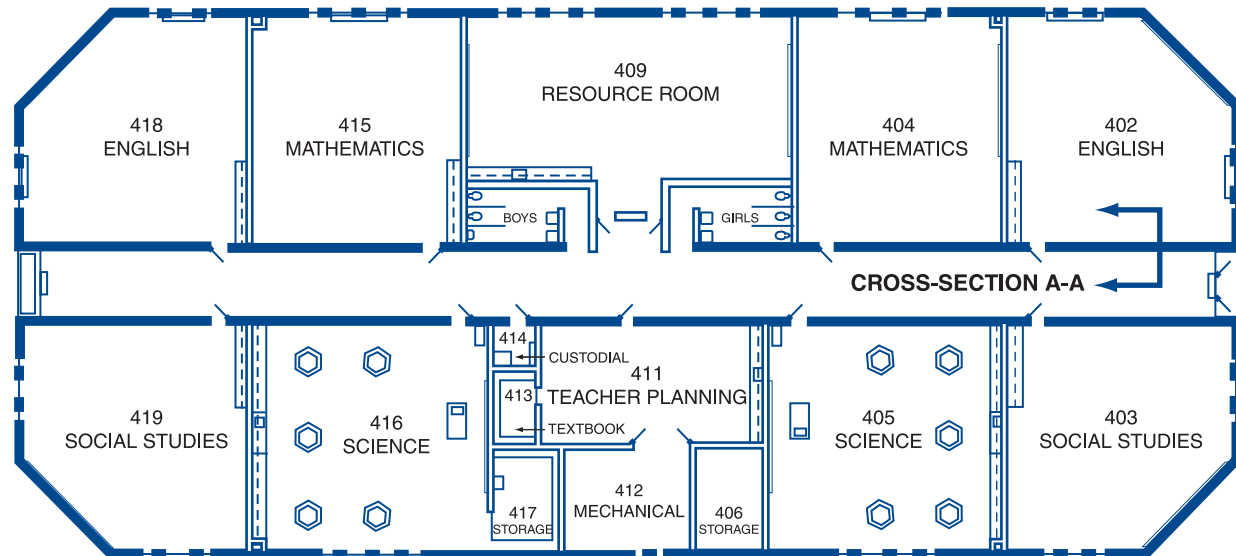 418
ENGLISH
415
MATHEMATICS
409
RESOURCE ROOM
404
MATHEMATICS
402
ENGLISH
BOYS
GIRLS
CROSS-SECTION A-A
419
SOCIAL STUDIES
416
SCIENCE
414
CUSTODIAL
413
TEXTBOOK
411
TEACHER PLANNING
417
STORAGE
412
MECHANICAL
406
STORAGE
405
SCIENCE
403
SOCIAL STUDIES